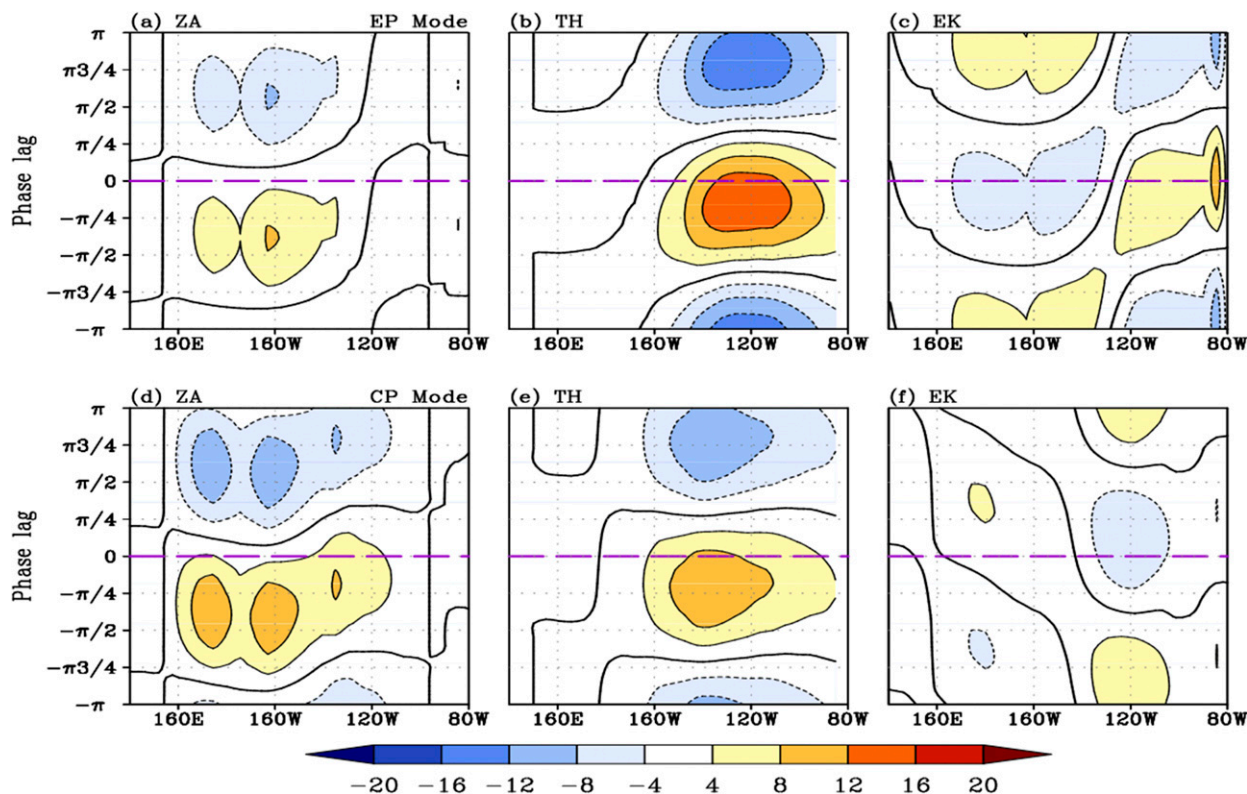 (a) ZA EP Mode (b) TH (c) EK
π
π3/4
π/2
π/4
0
−π/4
−π/2
−π3/4
−π
Phase lag
160E 160W 120W 80W 160E 160W 120W 80W 160E 160W 120W 80W
(d) ZA CP Mode (e) TH (f) EK
π
π3/4
π/2
π/4
0
−π/4
−π/2
−π3/4
−π
Phase lag
160E 160W 120W 80W 160E 160W 120W 80W 160E 160W 120W 80W
−20 −16 −12 −8 −4 4 8 12 16 20